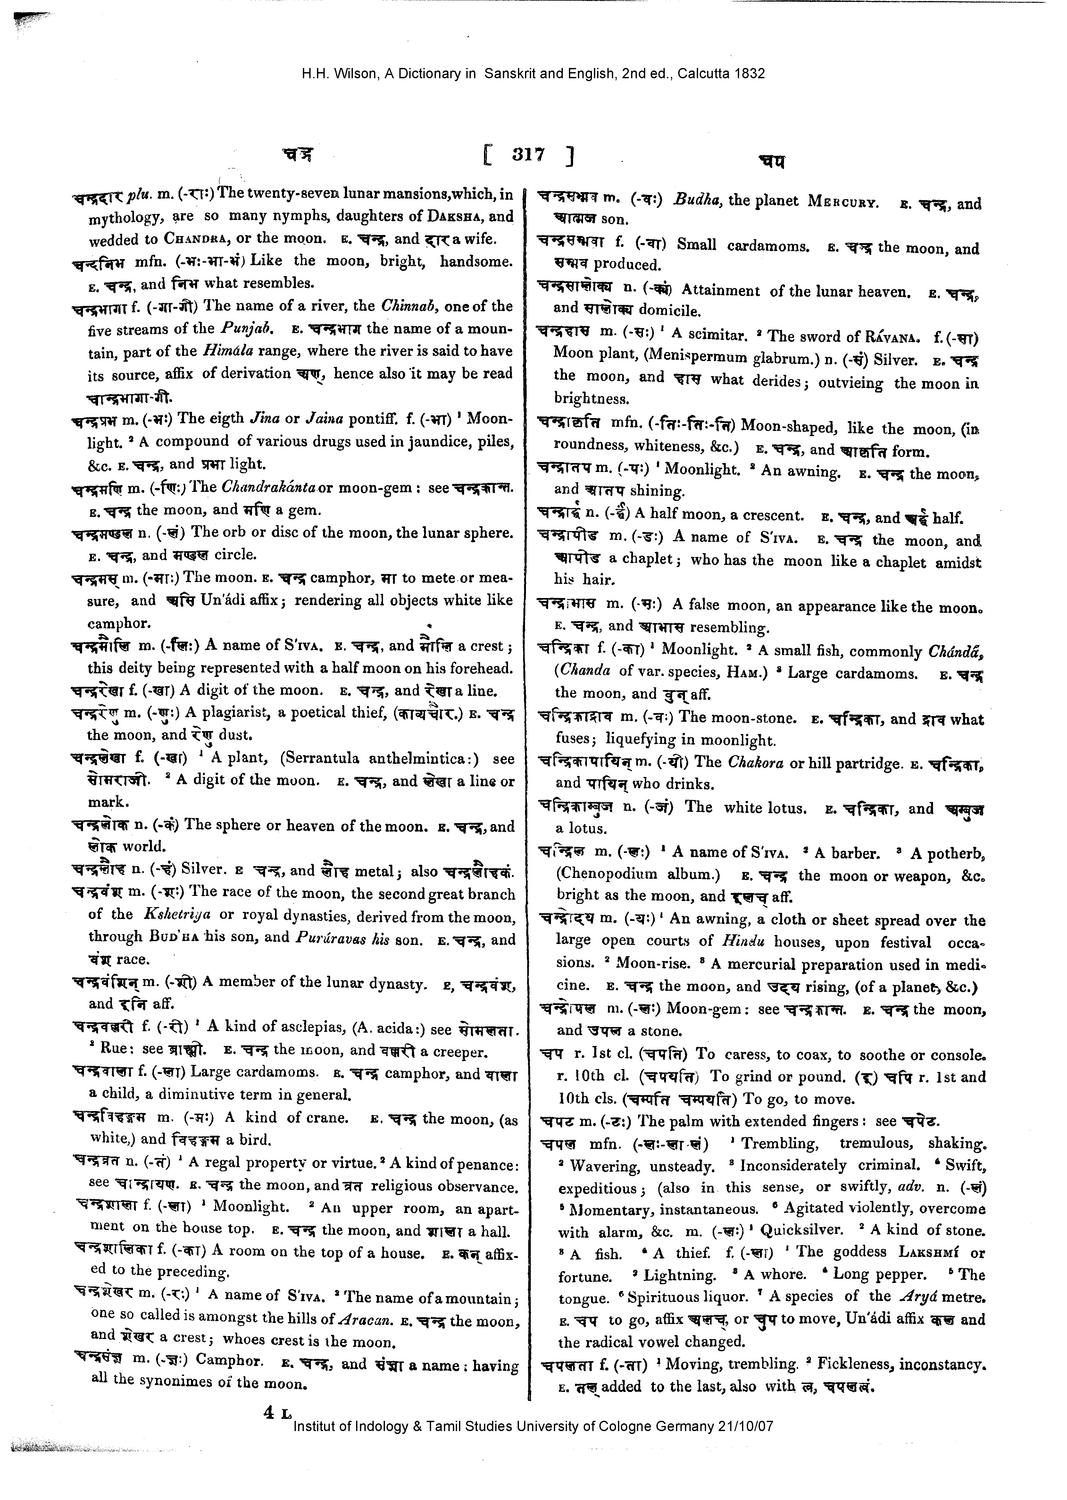 H.H. Wilson, A Dictionary in Sanskrit and English, 2nd ed., Calcutta 1832
चद्र
[ 317 ]
चप
चन्द्रदार plu. m. (-राः) The twenty-seven lunar mansions, which, in
mythology, are so many nymphs, daughters of DAKSHA, and
wedded to CHANDRA, or the moon. E. चन्द्र, and दार a wife.
चन्द्रनिभ mfn. (-भः-भा-भं) Like the moon, bright, handsome.
E. चन्द्र, and निभ what resembles.
चन्द्रभागा f. (-गा-गी) The name of a river, the Chinnab, one of the
five streams of the Punjab. E. चन्द्रभाग the name of a moun-
tain, part of the Himála range, where the river is said to have
its source, affix of derivation अण्, hence also it may be read
चान्द्रभागा-गी.
चन्द्रप्रभ m. (-भः) The eigth Jina or Jaina pontiff. f. (-भा) ¹ Moon-
light. ² A compound of various drugs used in jaundice, piles,
&c. E. चन्द्र, and प्रभा light.
चन्द्रमणि m. (-णिः) The Chandrakánta or moon-gem : see चन्द्रकान्त.
E. चन्द्र the moon, and मणि a gem.
चन्द्रमण्डल n. (-लं) The orb or disc of the moon, the lunar sphere.
E. चन्द्र, and मण्डल circle.
चन्द्रमस् m. (-माः) The moon. E. चन्द्र camphor, मा to mete or mea-
sure, and असि Un'ádi affix ; rendering all objects white like
camphor.
चन्द्रमौलि m. (-लिः) A name of S'IVA. E. चन्द्र, and मौलि a crest ;
this deity being represented with a half moon on his forehead.
चन्द्ररेखा f. (-खा) A digit of the moon. E. चन्द्र, and रेखा a line.
चन्द्ररेणु m. (-णुः) A plagiarist, a poetical thief, (काव्यचौर.) E. चन्द्र
the moon, and रेणु dust.
चन्द्रलेखा f. (-खा) ¹ A plant, (Serrantula anthelmintica :) see
सोमराजी. ² A digit of the moon. E. चन्द्र, and लेखा a line or
mark.
चन्द्रलोक n. (-कं) The sphere or heaven of the moon. E. चन्द्र, and
लोक world.
चन्द्रलौह n. (-हं) Silver. E चन्द्र, and लौह metal ; also चन्द्रलौहकं.
चन्द्रवंश m. (-शः) The race of the moon, the second great branch
of the Kshetriya or royal dynasties, derived from the moon,
through BUD'HA his son, and Purúravas his son. E. चन्द्र, and
वंश race.
चन्द्रवंशिन् m. (-शी) A member of the lunar dynasty. E, चन्द्रवंश,
and इनि aff.
चन्द्रवल्लरी f. (-री) ¹ A kind of asclepias, (A. acida :) see सोमलता.
² Rue : see ब्राह्मी. E. चन्द्र the moon, and वल्लरी a creeper.
चन्द्रवाला f. (-ला) Large cardamoms. E. चन्द्र camphor, and वाला
a child, a diminutive term in general.
चन्द्रविहङ्गम m. (-मः) A kind of crane. E. चन्द्र the moon, (as
white,) and विहङ्गम a bird.
चन्द्रव्रत n. (-तं) ¹ A regal property or virtue. ² A kind of penance :
see चान्द्रायण. E. चन्द्र the moon, and व्रत religious observance.
चन्द्रशाला f. (-ला) ¹ Moonlight. ² An upper room, an apart-
ment on the house top. E. चन्द्र the moon, and शाला a hall.
चन्द्रशालिका f. (-का) A room on the top of a house. E. कन् affix-
ed to the preceding.
चन्द्रशेखर m. (-रः) ¹ A name of S'IVA. ² The name of a mountain ;
one so called is amongst the hills of Aracan. E. चन्द्र the moon,
and शेखर a crest ; whoes crest is the moon.
चन्द्रसंज्ञ m. (-ज्ञः) Camphor. E. चन्द्र, and संज्ञा a name ; having
all the synonimes of the moon.
चन्द्रसम्भव m. (-वः) Budha, the planet MERCURY. E. चन्द्र, and
आत्मज son.
चन्द्रसम्भवा f. (-वा) Small cardamoms. E. चन्द्र the moon, and
सम्भव produced.
चन्द्रसालोक्य n. (-क्यं) Attainment of the lunar heaven. E. चन्द्र,
and सालोक्य domicile.
चन्द्रहास m. (-सः) ¹ A scimitar. ² The sword of RÁVANA. f. (-सा)
Moon plant, (Menispermum glabrum.) n. (-सं) Silver. E. चन्द्र
the moon, and हास what derides ; outvieing the moon in
brightness.
चन्द्राकृति mfn. (-तिः-तिः-ति) Moon-shaped, like the moon, (in
roundness, whiteness, &c.) E. चन्द्र, and आकृति form.
चन्द्रातप m. (-पः) ¹ Moonlight. ² An awning. E. चन्द्र the moon,
and आतप shining.
चन्द्रार्द्ध n. (-र्द्धं) A half moon, a crescent. E. चन्द्र, and अर्द्ध half.
चन्द्रापीड m. (-डः) A name of S'IVA. E. चन्द्र the moon, and
आपीड a chaplet ; who has the moon like a chaplet amidst
his hair.
चन्द्राभास m. (-सः) A false moon, an appearance like the moon.
E. चन्द्र, and आभास resembling.
चन्द्रिका f. (-का) ¹ Moonlight. ² A small fish, commonly Chándá,
(Chanda of var. species, HAM.) ³ Large cardamoms. E. चन्द्र
the moon, and वुन् aff.
चन्द्रिकाद्राव m. (-वः) The moon-stone. E. चन्द्रिका, and द्राव what
fuses ; liquefying in moonlight.
चन्द्रिकापायिन् m. (-यी) The Chakora or hill partridge. E. चन्द्रिका,
and पायिन् who drinks.
चन्द्रिकाम्बुज n. (-जं) The white lotus. E. चन्द्रिका, and अम्बुज
a lotus.
चन्द्रिल m. (-लः) ¹ A name of S'IVA. ² A barber. ³ A potherb,
(Chenopodium album.) E. चन्द्र the moon or weapon, &c.
bright as the moon, and इलच् aff.
चन्द्रोदय m. (-यः) ¹ An awning, a cloth or sheet spread over the
large open courts of Hindu houses, upon festival occa-
sions. ² Moon-rise. ³ A mercurial preparation used in medi-
cine. E. चन्द्र the moon, and उदय rising, (of a planet, &c.)
चन्द्रोपल m. (-लः) Moon-gem : see चन्द्रकान्त. E. चन्द्र the moon,
and उपल a stone.
चप r. 1st cl. (चपति) To caress, to coax, to soothe or console.
r. 10th cl. (चपयति) To grind or pound. (इ) चपि r. 1st and
10th cls. (चम्पति चम्पयति) To go, to move.
चपट m. (-टः) The palm with extended fingers : see चपेट.
चपल mfn. (-लः-ला-लं) ¹ Trembling, tremulous, shaking.
² Wavering, unsteady. ³ Inconsiderately criminal. ⁴ Swift,
expeditious ; (also in this sense, or swiftly, adv. n. (-लं)
⁵ Momentary, instantaneous. ⁶ Agitated violently, overcome
with alarm, &c. m. (-लः) ¹ Quicksilver. ² A kind of stone.
³ A fish. ⁴ A thief. f. (-ला) ¹ The goddess LAKSHMÍ or
fortune. ² Lightning. ³ A whore. ⁴ Long pepper. ⁵ The
tongue. ⁶ Spirituous liquor. ⁷ A species of the Aryá metre.
E. चप to go, affix अलच्, or चुप to move, Un'ádi affix कल and
the radical vowel changed.
चपलता f. (-ता) ¹ Moving, trembling. ² Fickleness, inconstancy.
E. तल् added to the last, also with त्व, चपलत्वं.
4 L
Institut of Indology & Tamil Studies University of Cologne Germany 21/10/07